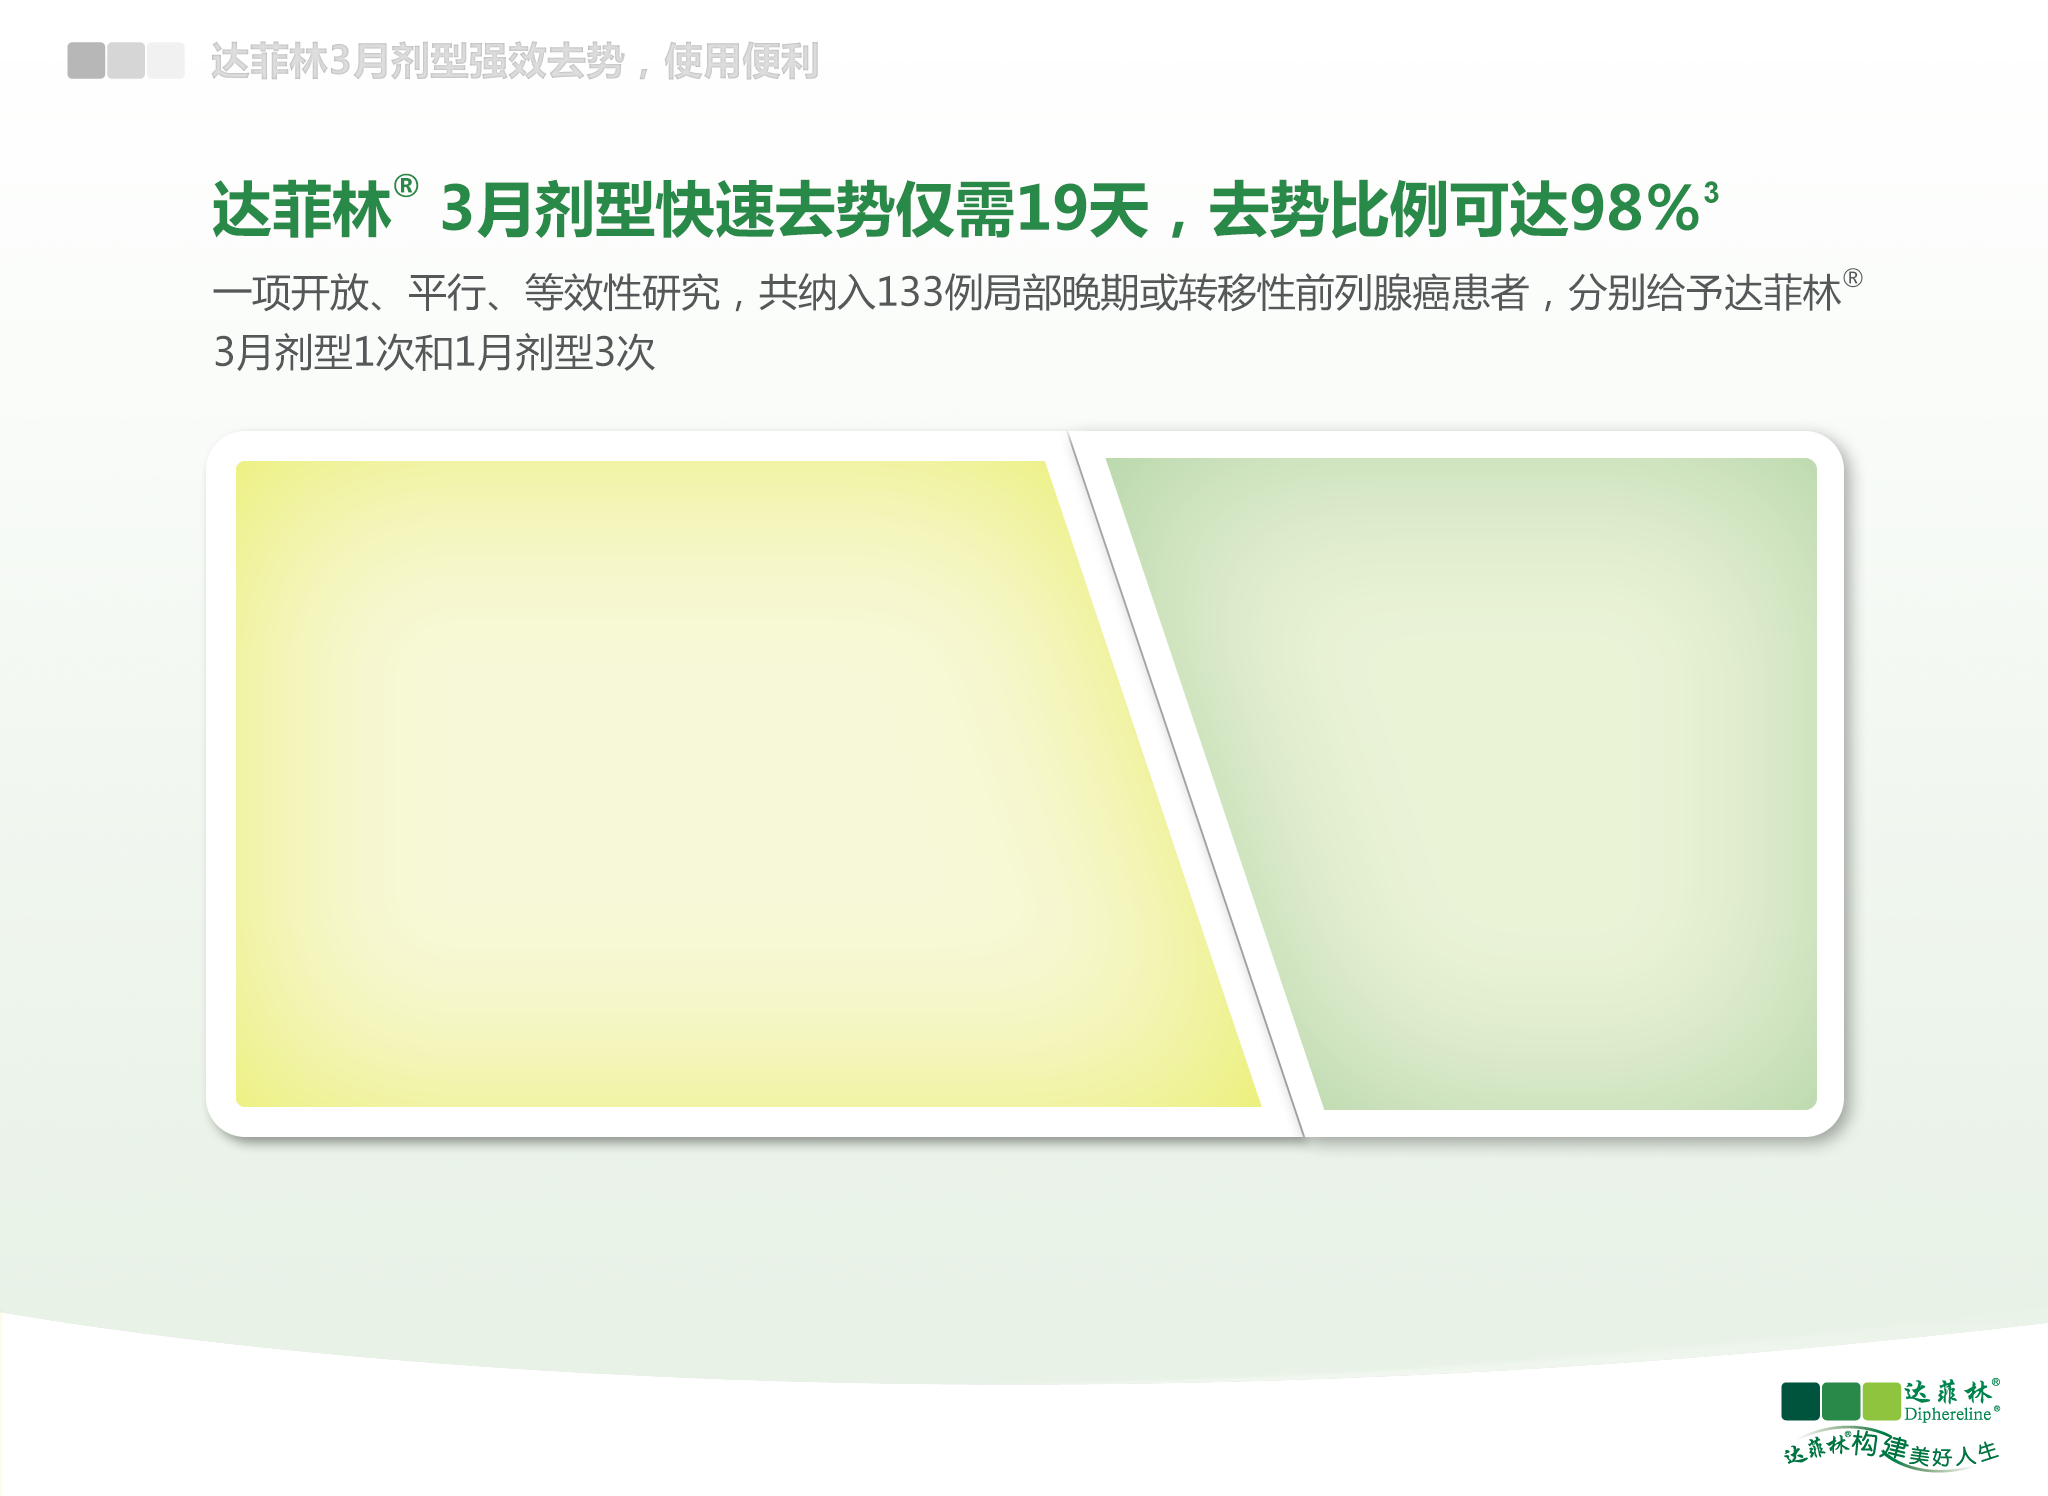 达菲林3月剂型强效去势，使用便利
达菲林® 3月剂型快速去势仅需19天，去势比例可达98%³
一项开放、平行、等效性研究，共纳入133例局部晚期或转移性前列腺癌患者，分别给予达菲林®
3月剂型1次和1月剂型3次
达菲林®
Diphereline®
达菲林®构建美好人生